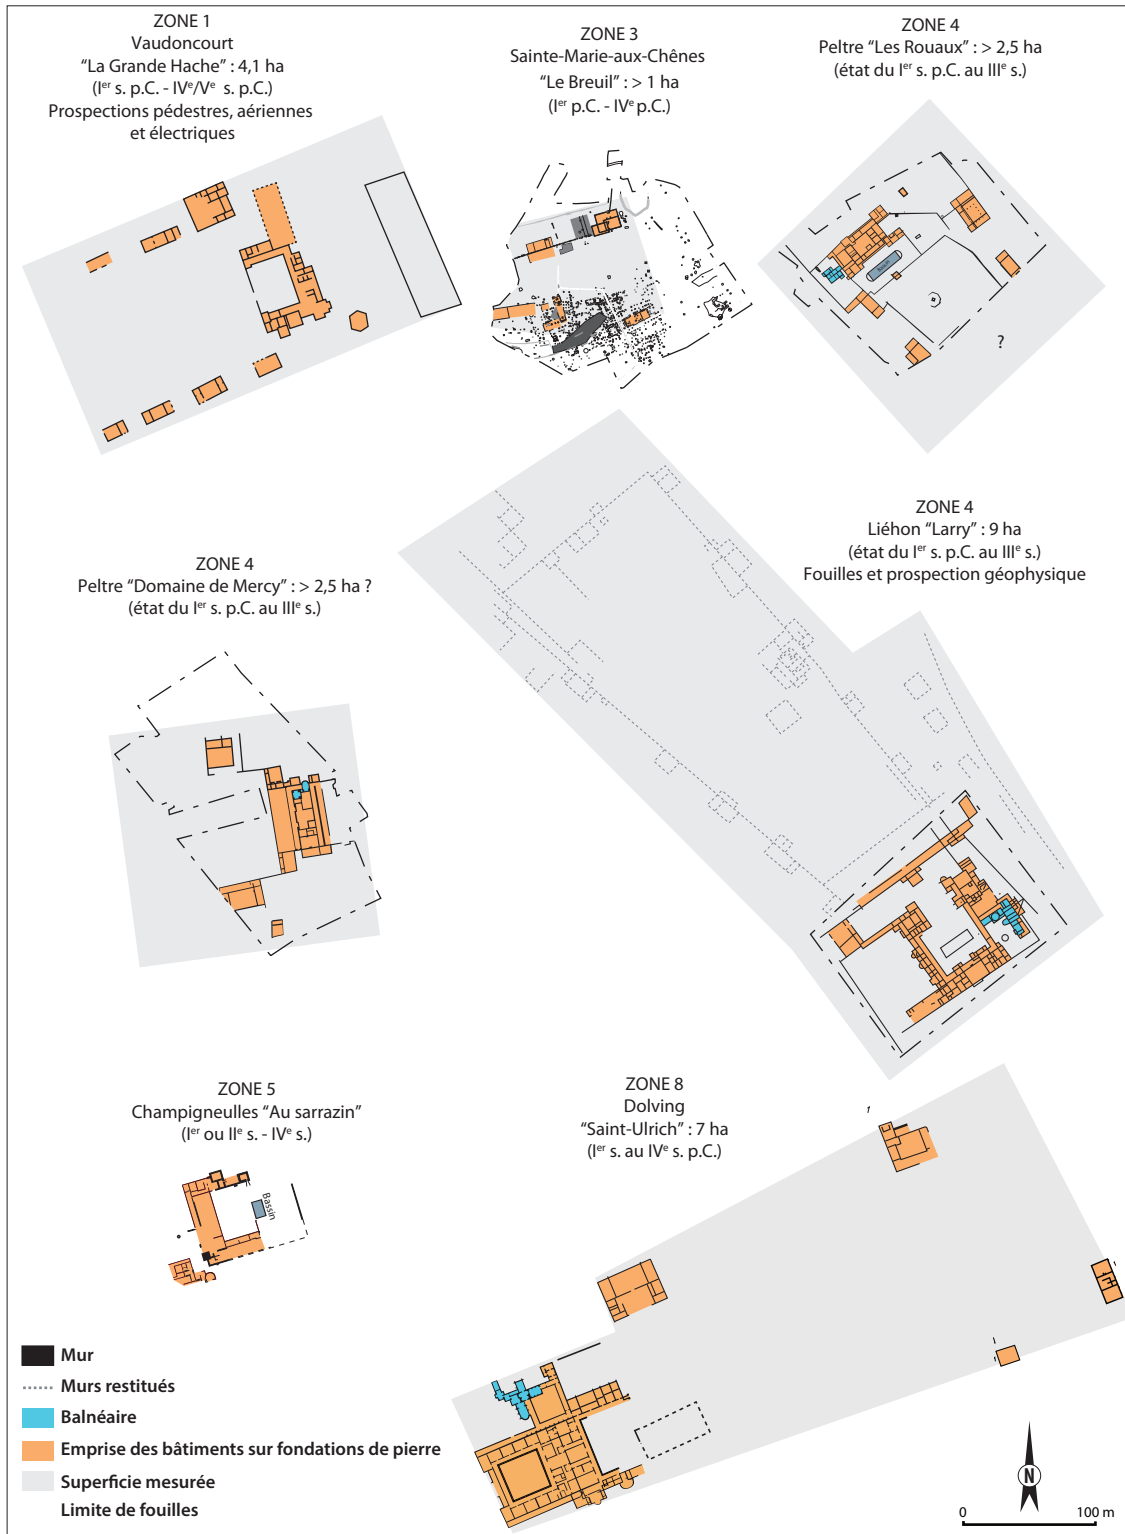 ZONE 1
Vaudoncourt
“La Grande Hache” : 4,1 ha
(Ier s. p.C. - IVe/Ve s. p.C.)
Prospections pédestres, aériennes
et électriques
ZONE 3
Sainte-Marie-aux-Chênes
“Le Breuil” : > 1 ha
(Ier p.C. - IVe p.C.)
ZONE 4
Peltre “Les Rouaux” : > 2,5 ha
(état du Ier s. p.C. au IIIe s.)
?
ZONE 4
Peltre “Domaine de Mercy” : > 2,5 ha ?
(état du Ier s. p.C. au IIIe s.)
ZONE 4
Liéhon “Larry” : 9 ha
(état du Ier s. p.C. au IIIe s.)
Fouilles et prospection géophysique
ZONE 5
Champigneulles “Au sarrazin”
(Ier ou IIe s. - IVe s.)
Bassin
ZONE 8
Dolving
“Saint-Ulrich” : 7 ha
(Ier s. au IVe s. p.C.)
Mur
Murs restitués
Balnéaire
Emprise des bâtiments sur fondations de pierre
Superficie mesurée
Limite de fouilles
N
0 100 m